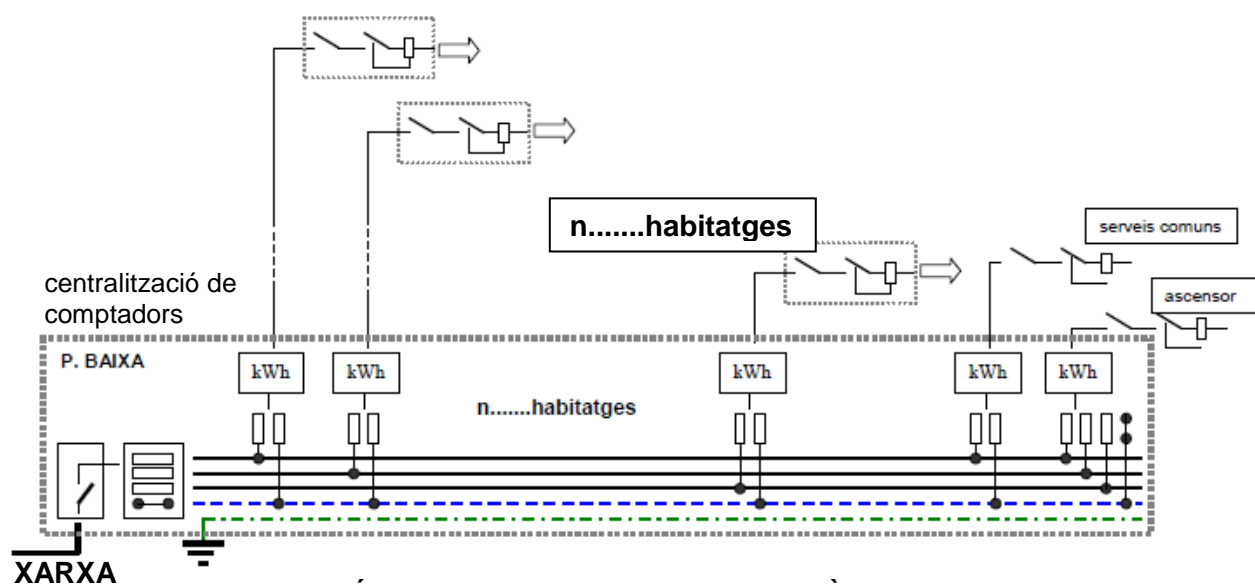 n.......habitatges
serveis comuns
ascensor
centralització de
comptadors
P. BAIXA
kWh
kWh
kWh
kWh
kWh
n.......habitatges
XARXA